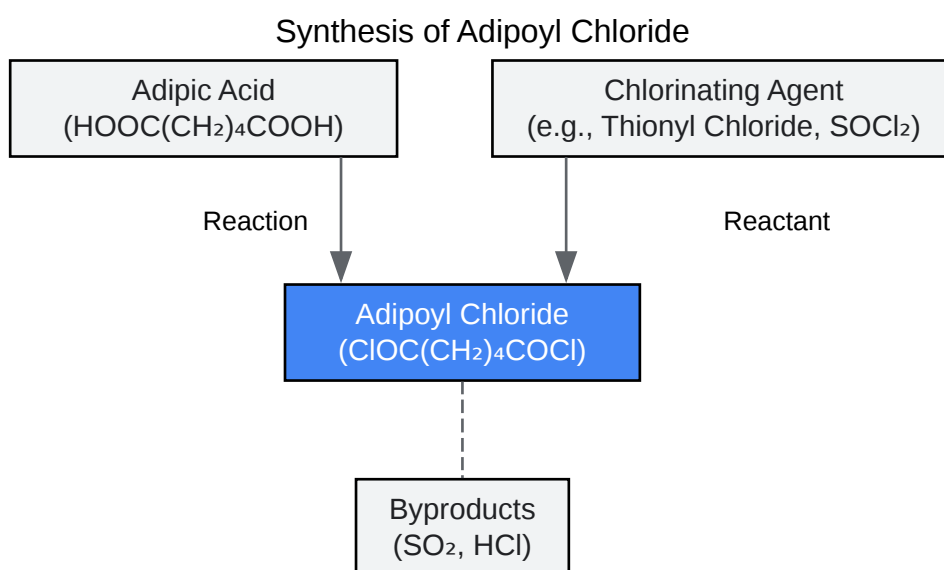 Synthesis of Adipoyl Chloride
Adipic Acid
(HOOC(CH₂)₄COOH)
Chlorinating Agent
(e.g., Thionyl Chloride, SOCl₂)
Reaction
Reactant
Adipoyl Chloride
(ClOC(CH₂)₄COCl)
Byproducts
(SO₂, HCl)